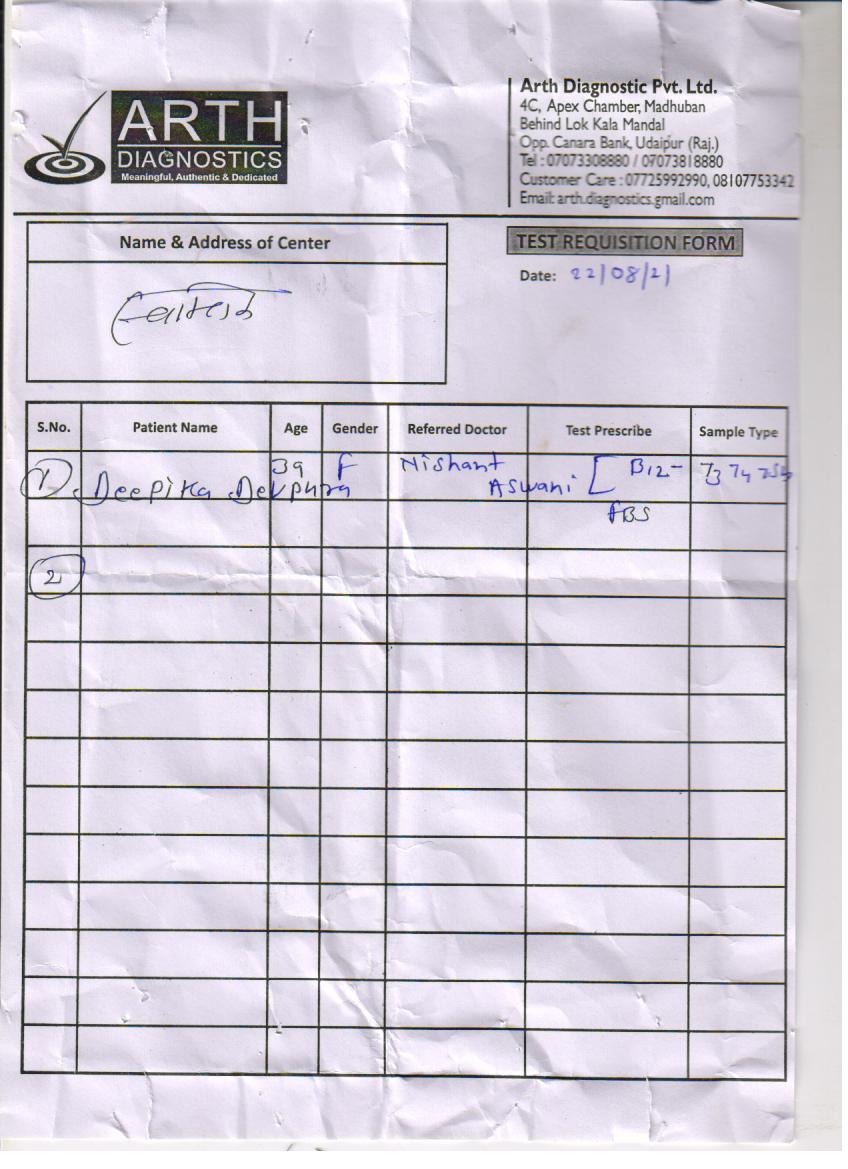 ARTH
DIAGNOSTICS
Meaningful, Authentic & Dedicated
Arth Diagnostic Pvt. Ltd.
4C, Apex Chamber, Madhuban
Behind Lok Kala Mandal
Opp. Canara Bank, Udaipur (Raj.)
Tel : 07073308880 / 07073818880
Customer Care : 07725992990, 08107753342
Email: arth.diagnostics.gmail.com
Name & Address of Center
TEST REQUISITION FORM
Date: 22/08/21
S.No. Patient Name Age Gender Referred Doctor Test Prescribe Sample Type
1 Deepika Devpura 39 F Nishant Aswani B12-
FBS
2